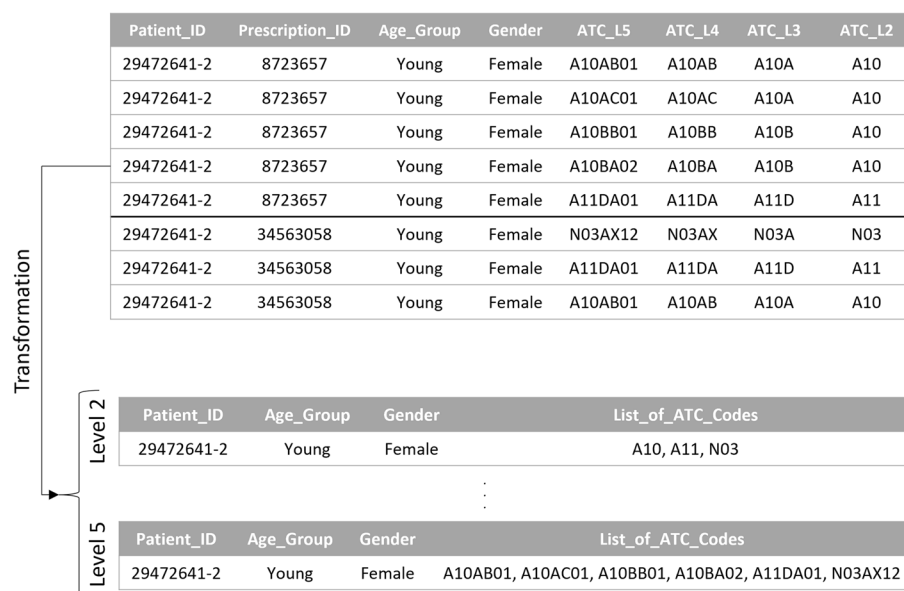 Patient_ID Prescription_ID Age_Group Gender ATC_L5 ATC_L4 ATC_L3 ATC_L2
29472641-2 8723657 Young Female A10AB01 A10AB A10A A10
29472641-2 8723657 Young Female A10AC01 A10AC A10A A10
29472641-2 8723657 Young Female A10BB01 A10BB A10B A10
29472641-2 8723657 Young Female A10BA02 A10BA A10B A10
29472641-2 8723657 Young Female A11DA01 A11DA A11D A11
29472641-2 34563058 Young Female N03AX12 N03AX N03A N03
29472641-2 34563058 Young Female A11DA01 A11DA A11D A11
29472641-2 34563058 Young Female A10AB01 A10AB A10A A10
Transformation
Level 2
Patient_ID Age_Group Gender List_of_ATC_Codes
29472641-2 Young Female A10, A11, N03
Level 5
Patient_ID Age_Group Gender List_of_ATC_Codes
29472641-2 Young Female A10AB01, A10AC01, A10BB01, A10BA02, A11DA01, N03AX12